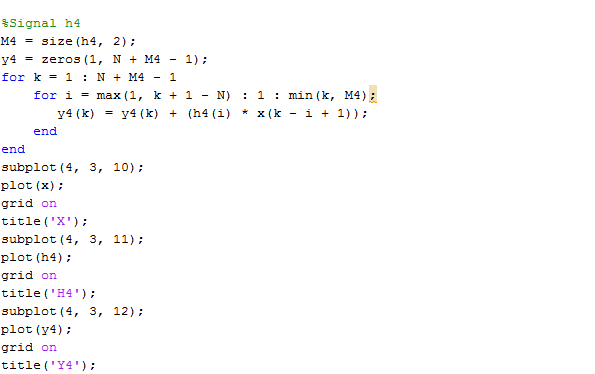 %Signal h4
M4 = size(h4, 2);
y4 = zeros(1, N + M4 - 1);
for k = 1 : N + M4 - 1
    for i = max(1, k + 1 - N) : 1 : min(k, M4);
       y4(k) = y4(k) + (h4(i) * x(k - i + 1));
    end
end
subplot(4, 3, 10);
plot(x);
grid on
title('X');
subplot(4, 3, 11);
plot(h4);
grid on
title('H4');
subplot(4, 3, 12);
plot(y4);
grid on
title('Y4');